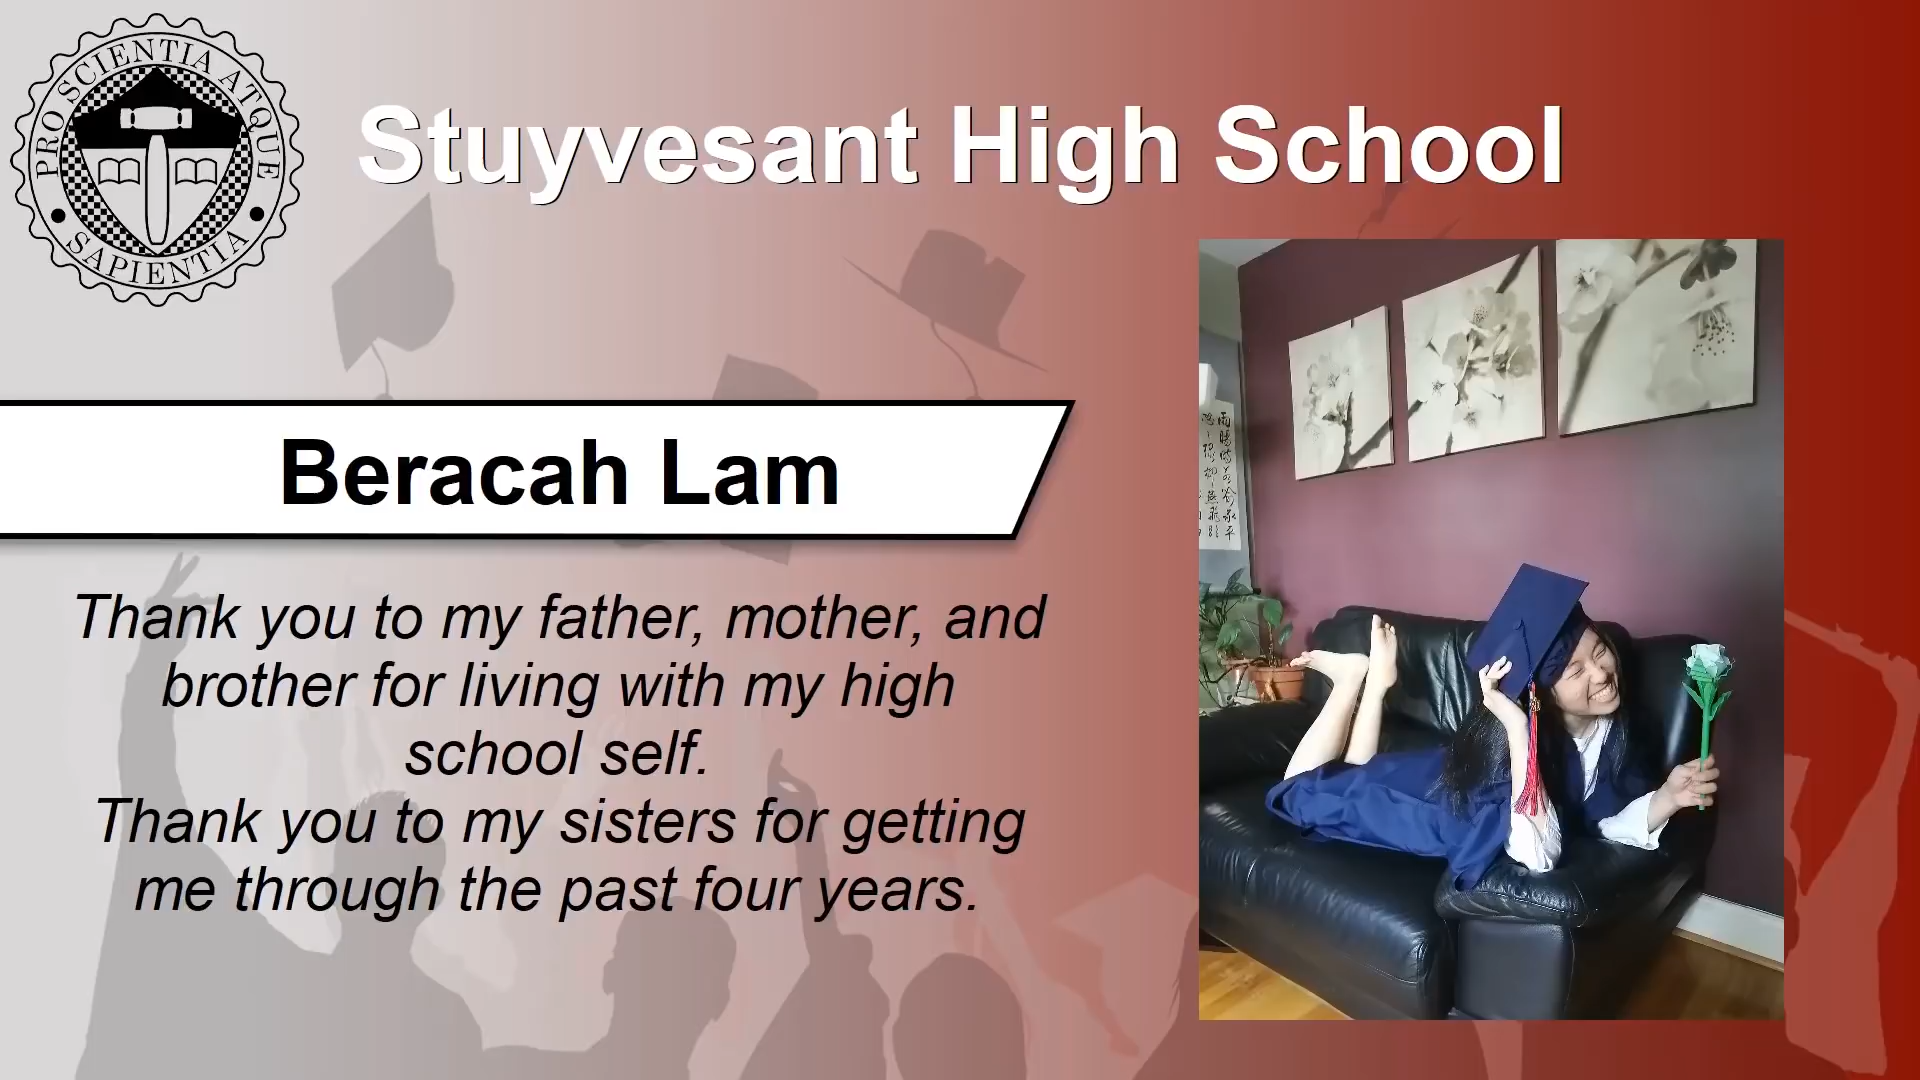 PRO SCIENTIA ATQUE
SAPIENTIA
Stuyvesant High School
Beracah Lam
Thank you to my father, mother, and
brother for living with my high
school self.
Thank you to my sisters for getting
me through the past four years.